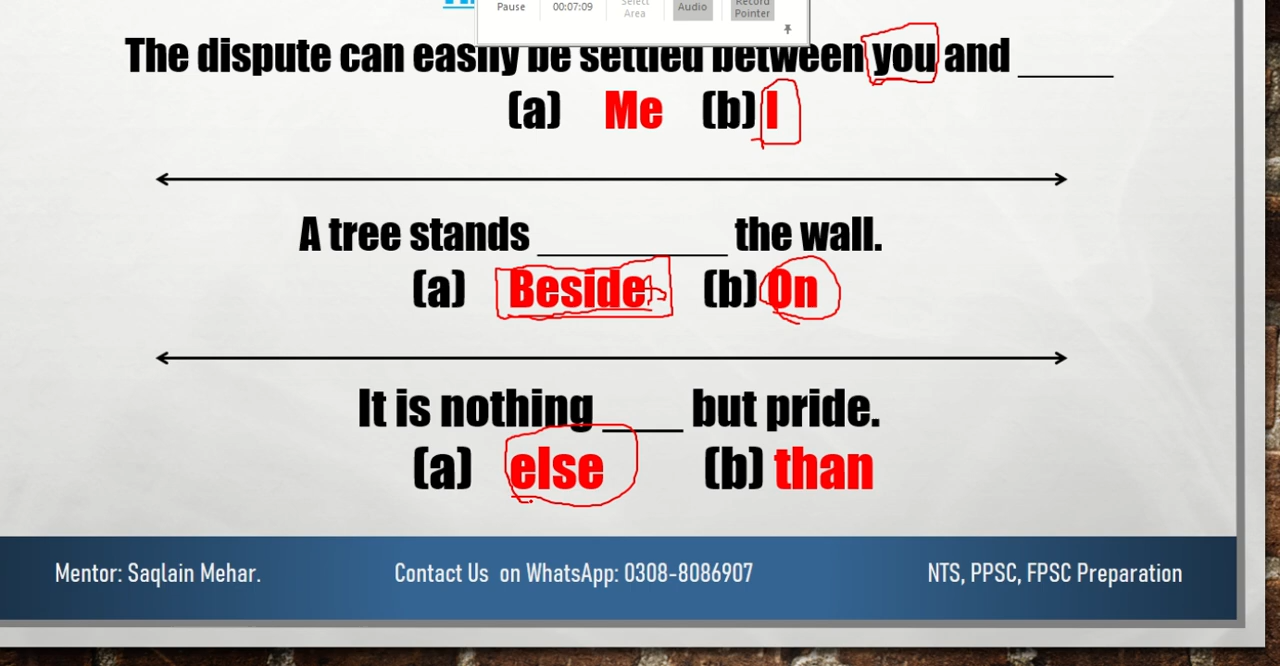 Pause 00:07:09 Select Area Audio Record Pointer
The dispute can easily be settled between you and _____
(a) Me (b) I
A tree stands _________ the wall.
(a) Beside (b) On
It is nothing ____ but pride.
(a) else (b) than
Mentor: Saqlain Mehar. Contact Us on WhatsApp: 0308-8086907 NTS, PPSC, FPSC Preparation